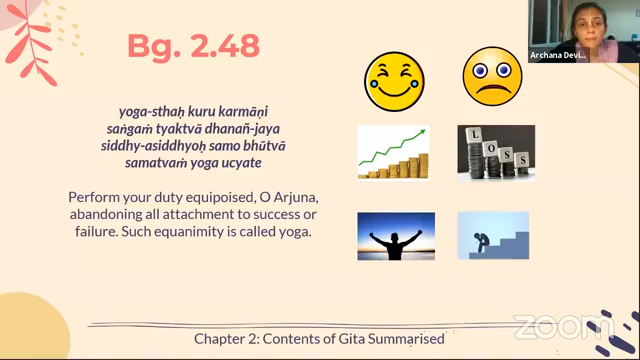 Bg. 2.48
yoga-sthaḥ kuru karmāṇi
saṅgaṁ tyaktvā dhanañ-jaya
siddhy-asiddhyoḥ samo bhūtvā
samatvaṁ yoga ucyate
Perform your duty equipoised, O Arjuna,
abandoning all attachment to success or
failure. Such equanimity is called yoga.
LOSS
Archana Devi...
Chapter 2: Contents of Gita Summarised
zoom